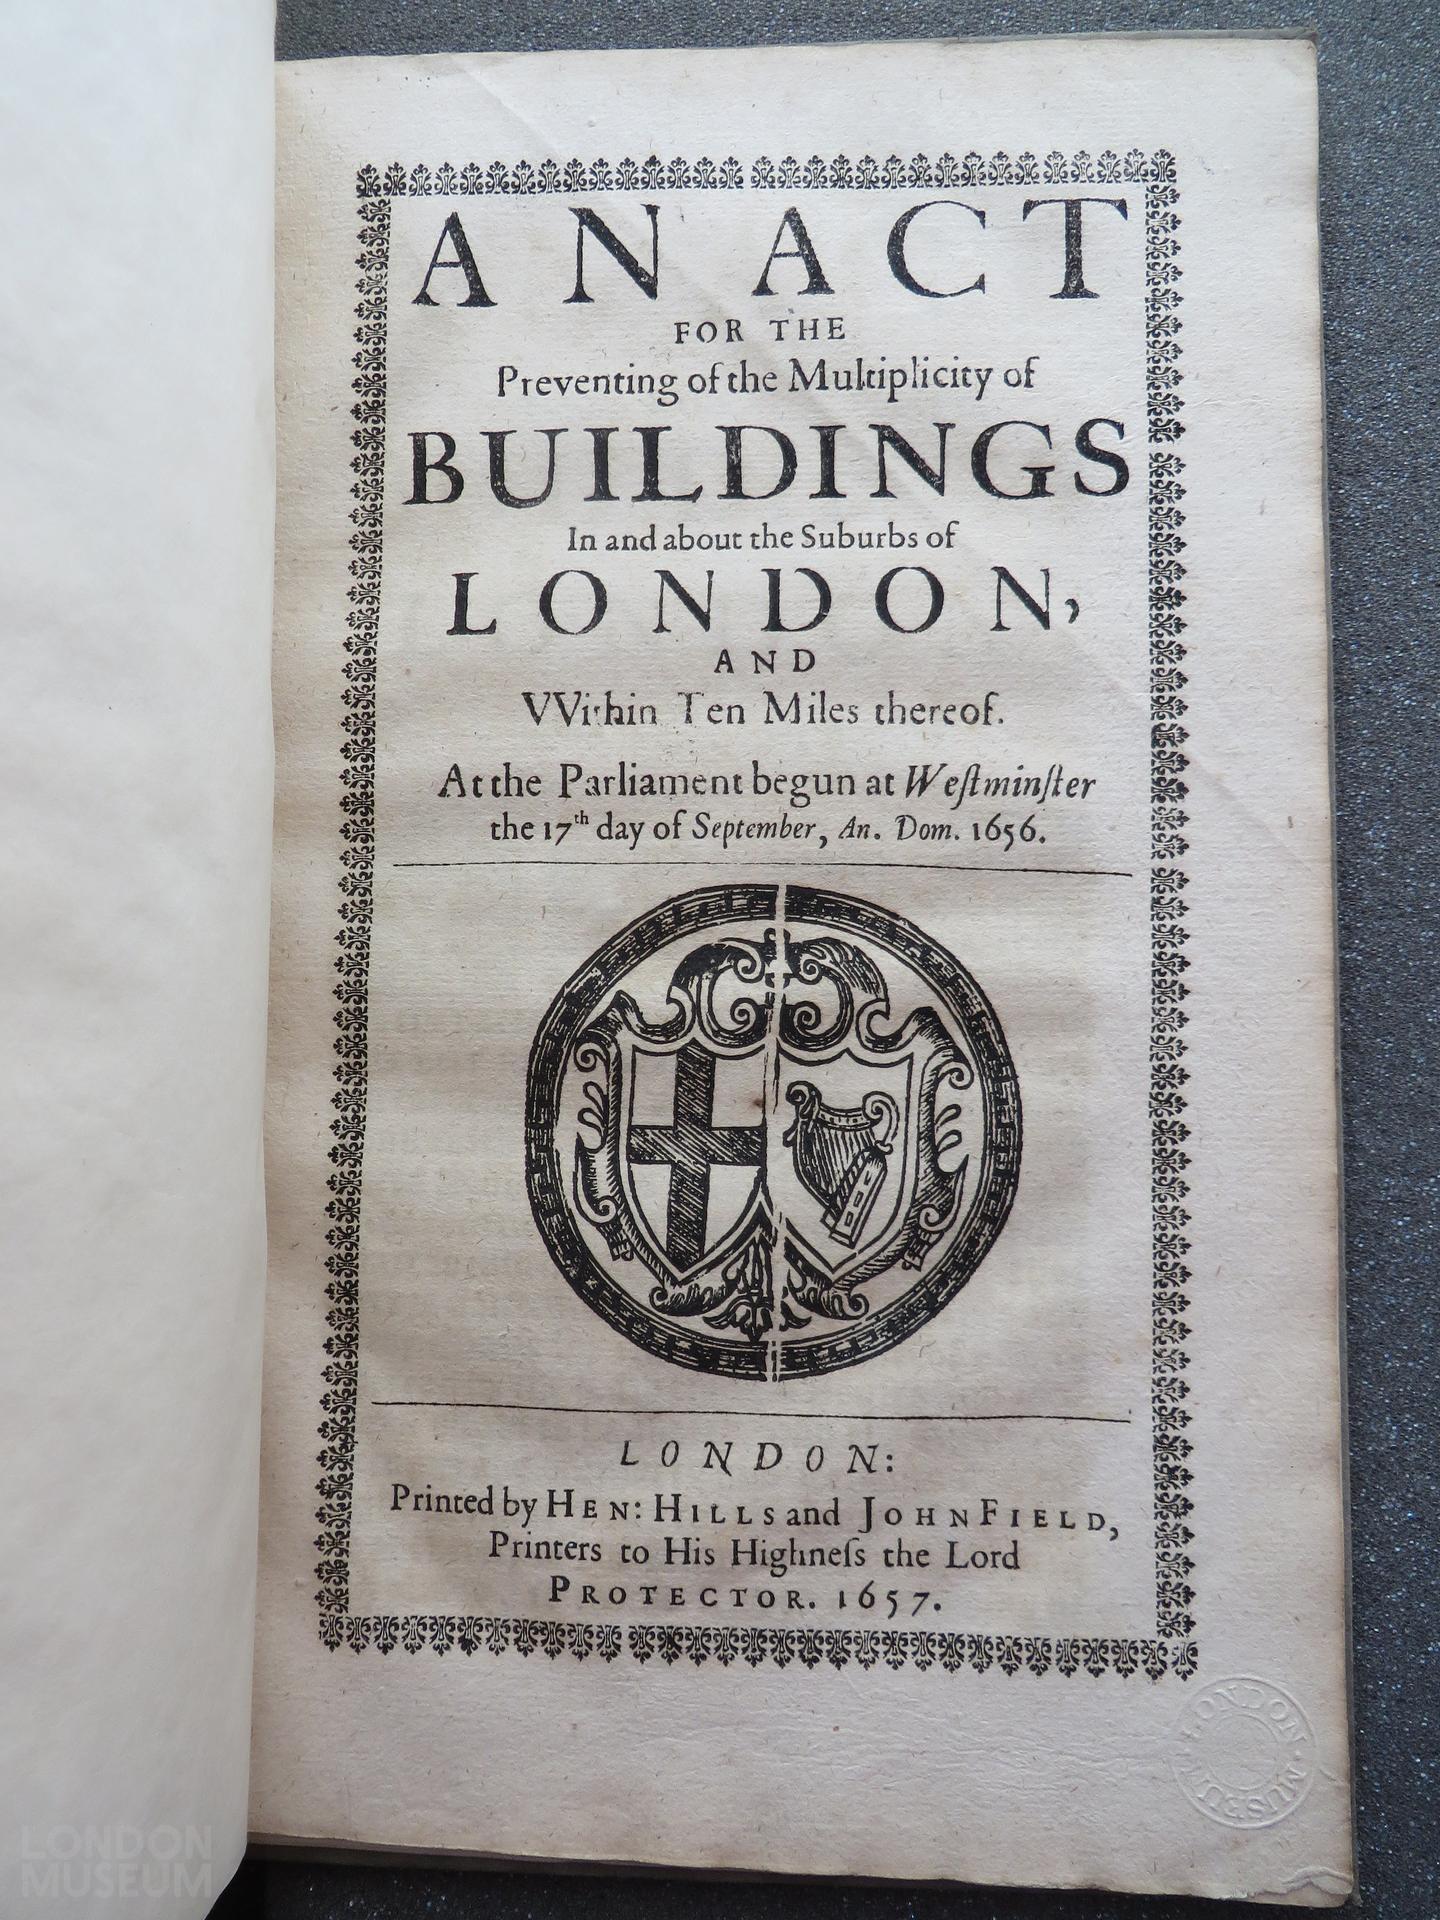 AN ACT
FOR THE
Preventing of the Multiplicity of
BUILDINGS
In and about the Suburbs of
LONDON,
AND
VVithin Ten Miles thereof.
At the Parliament begun at Weſtminſter
the 17th day of September, An. Dom. 1656.
LONDON:
Printed by HEN: HILLS and JOHN FIELD,
Printers to His Highneſs the Lord
PROTECTOR. 1657.
LONDON MUSEUM
LONDON
MUSEUM